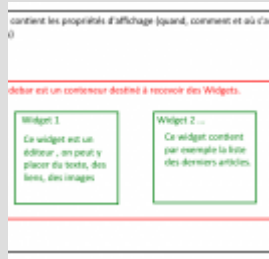 contient les propriétés d'affichage (quand, comment et où s'a
debar est un conteneur destiné à recevoir des Widgets.
Widget 1
Ce widget est un
éditeur , on peut y
placer du texte, des
liens, des images
Widget 2 ...
Ce widget contient
par exemple la liste
des derniers articles